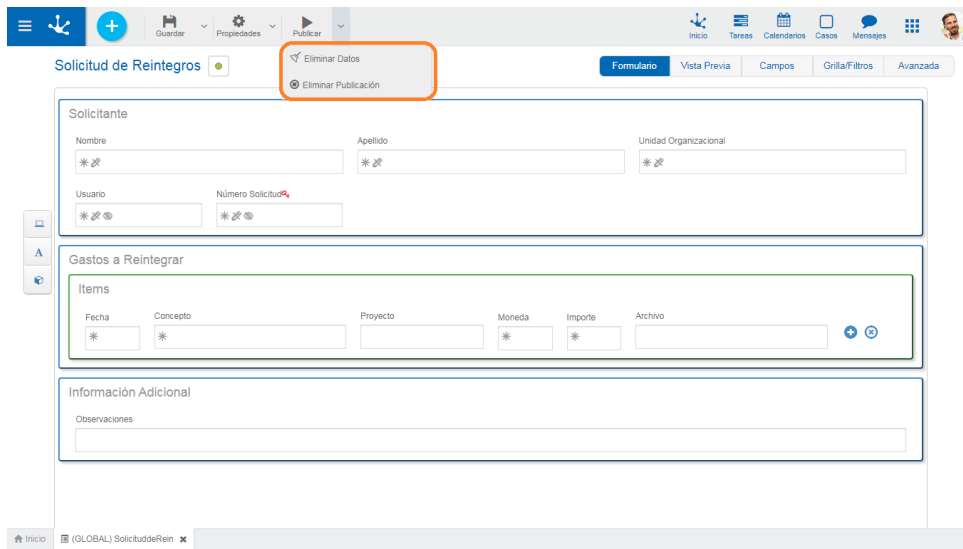 Guardar
Propiedades
Publicar
Inicio
Tareas
Calendarios
Casos
Mensajes
Eliminar Datos
Eliminar Publicación
Solicitud de Reintegros
Formulario
Vista Previa
Campos
Grilla/Filtros
Avanzada
Solicitante
Nombre
Apellido
Unidad Organizacional
Usuario
Número Solicitud
A
Gastos a Reintegrar
Items
Fecha
Concepto
Proyecto
Moneda
Importe
Archivo
Información Adicional
Observaciones
Inicio
(GLOBAL) SolicituddeRein